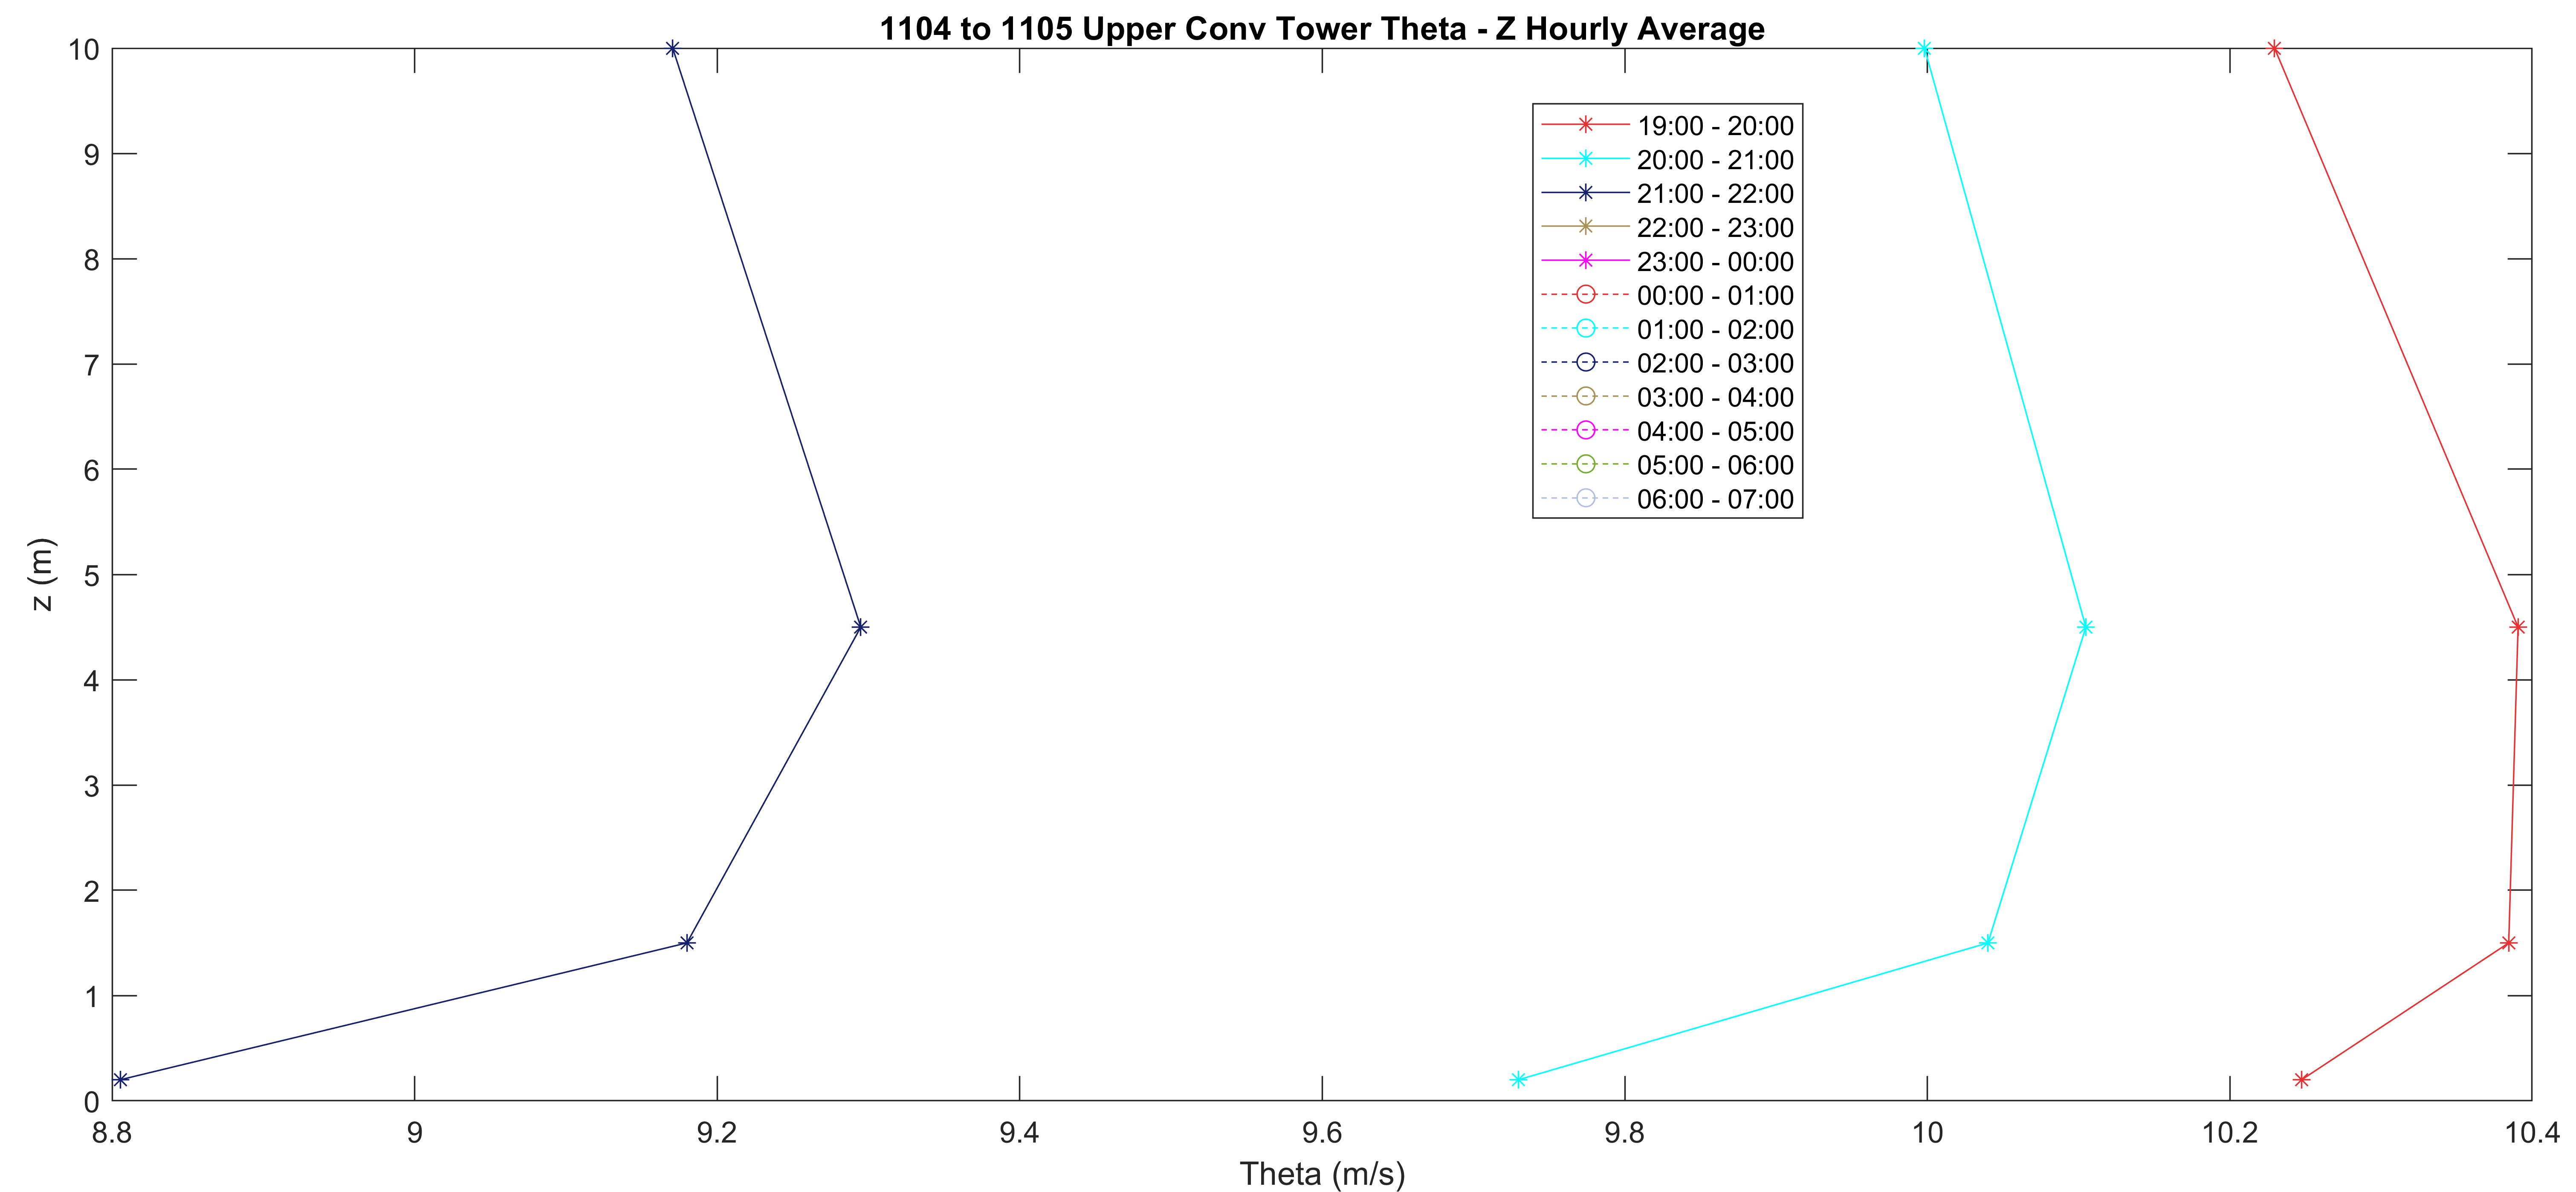 1104 to 1105 Upper Conv Tower Theta - Z Hourly Average
10
9
8
7
6
5
4
3
2
1
0
z (m)
19:00 - 20:00
20:00 - 21:00
21:00 - 22:00
22:00 - 23:00
23:00 - 00:00
00:00 - 01:00
01:00 - 02:00
02:00 - 03:00
03:00 - 04:00
04:00 - 05:00
05:00 - 06:00
06:00 - 07:00
8.8 9 9.2 9.4 9.6 9.8 10 10.2 10.4
Theta (m/s)